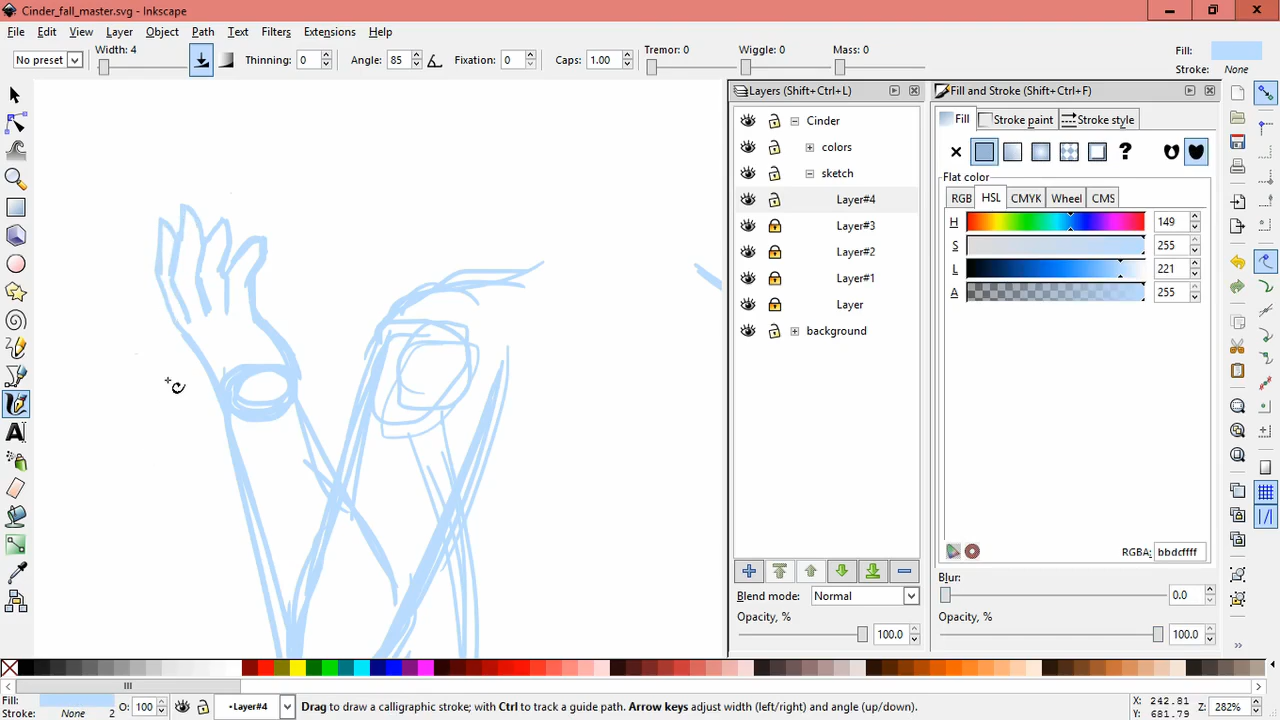 Cinder_fall_master.svg - Inkscape
File Edit View Layer Object Path Text Filters Extensions Help
No preset Width: 4 Thinning: 0 Angle: 85 Fixation: 0 Caps: 1.00 Tremor: 0 Wiggle: 0 Mass: 0 Fill:
Stroke: None
Layers (Shift+Ctrl+L)
Cinder
colors
sketch
Layer#4
Layer#3
Layer#2
Layer#1
Layer
background
Blend mode: Normal
Opacity, %
100.0
Fill and Stroke (Shift+Ctrl+F)
Fill Stroke paint Stroke style
?
Flat color
RGB HSL CMYK Wheel CMS
H 149
S 255
L 221
A 255
RGBA: bbdcffff
Blur:
0.0
Opacity, %
100.0
Fill:
Stroke: None 2 O: 100 •Layer#4 Drag to draw a calligraphic stroke; with Ctrl to track a guide path. Arrow keys adjust width (left/right) and angle (up/down). X: 242.81
Y: 681.79 Z: 282%